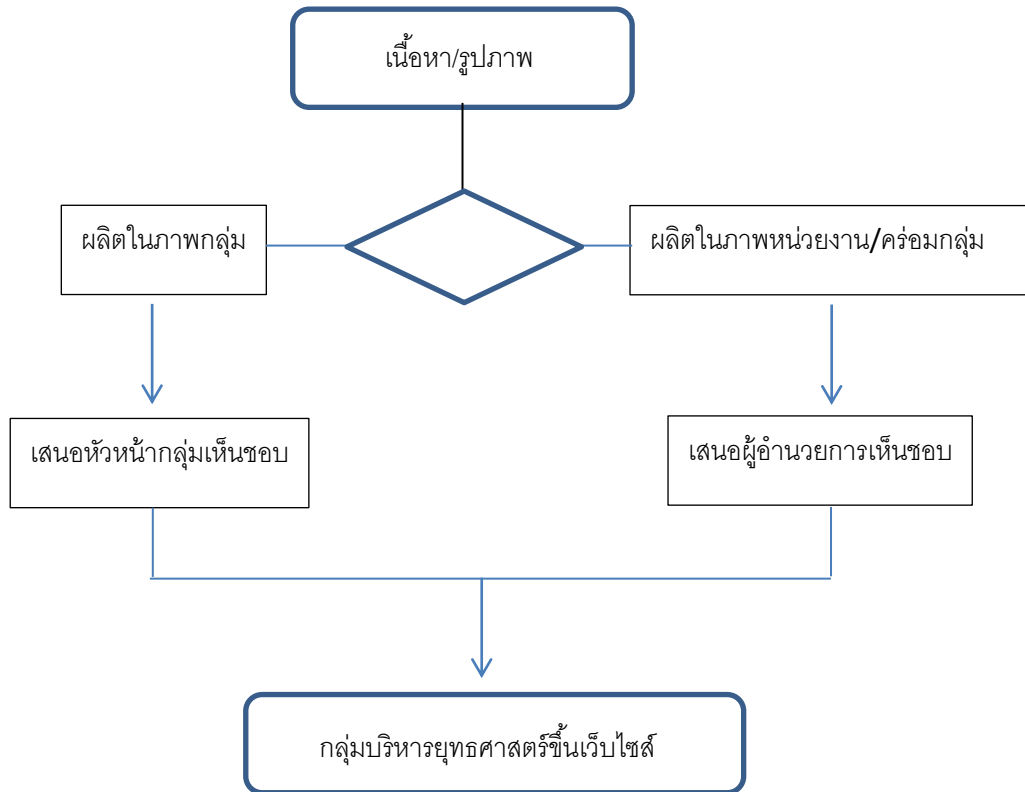 เนื้อหา/รูปภาพ
ผลิตในภาพกลุ่ม
ผลิตในภาพหน่วยงาน/คร่อมกลุ่ม
เสนอหัวหน้ากลุ่มเห็นชอบ
เสนอผู้อำนวยการเห็นชอบ
กลุ่มบริหารยุทธศาสตร์ขึ้นเว็บไซส์